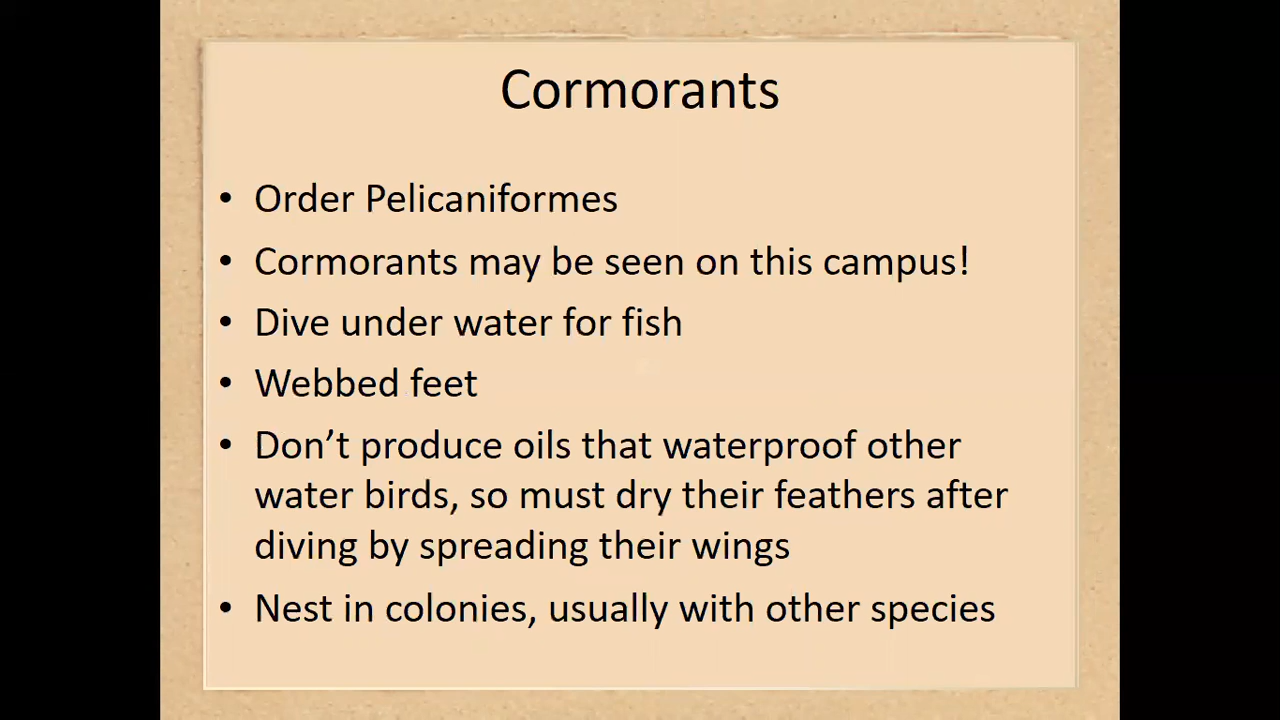 Cormorants
• Order Pelicaniformes
• Cormorants may be seen on this campus!
• Dive under water for fish
• Webbed feet
• Don’t produce oils that waterproof other
water birds, so must dry their feathers after
diving by spreading their wings
• Nest in colonies, usually with other species